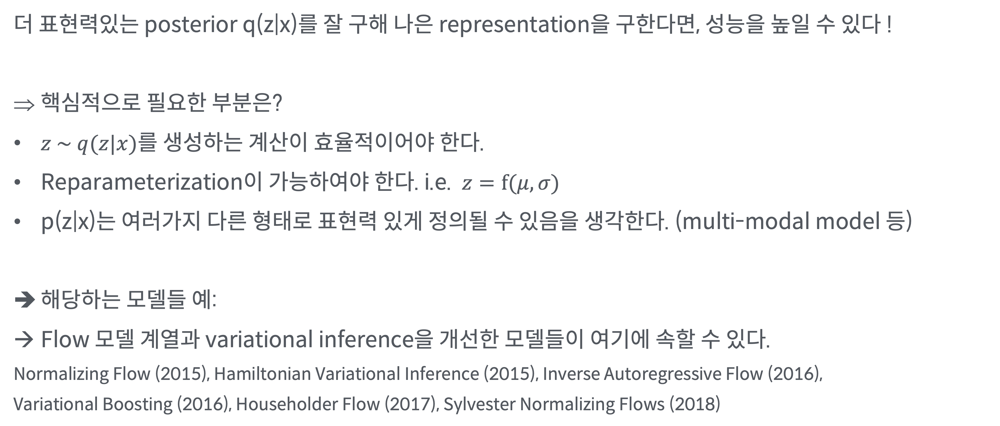 더 표현력있는 posterior q(z|x)를 잘 구해 나은 representation을 구한다면, 성능을 높일 수 있다 !
⇒ 핵심적으로 필요한 부분은?
• z ~ q(z|x)를 생성하는 계산이 효율적이어야 한다.
• Reparameterization이 가능하여야 한다. i.e. z = f(μ, σ)
• p(z|x)는 여러가지 다른 형태로 표현력 있게 정의될 수 있음을 생각한다. (multi-modal model 등)
➔ 해당하는 모델들 예:
→ Flow 모델 계열과 variational inference을 개선한 모델들이 여기에 속할 수 있다.
Normalizing Flow (2015), Hamiltonian Variational Inference (2015), Inverse Autoregressive Flow (2016),
Variational Boosting (2016), Householder Flow (2017), Sylvester Normalizing Flows (2018)